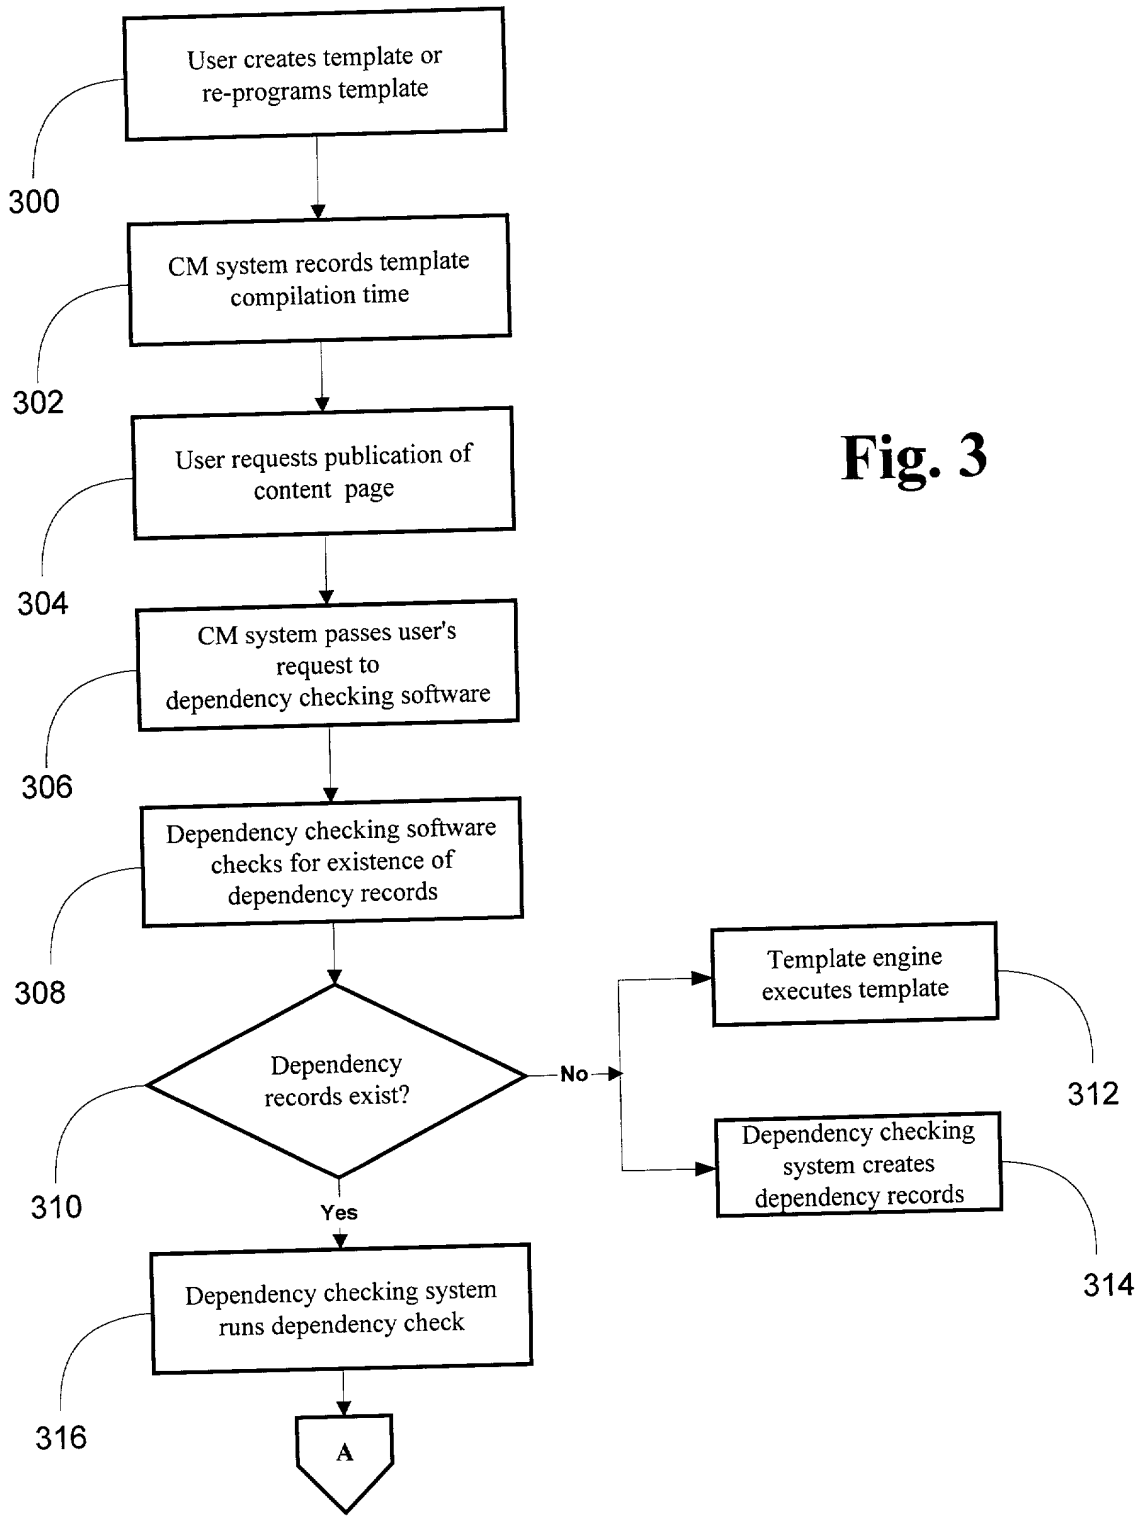 User creates template or
re-programs template
300
CM system records template
compilation time
302
User requests publication of
content page
304
Fig. 3
CM system passes user's
request to
dependency checking software
306
Dependency checking software
checks for existence of
dependency records
308
Dependency
records exist?
310
No
Template engine
executes template
312
Dependency checking
system creates
dependency records
314
Yes
Dependency checking system
runs dependency check
316
A